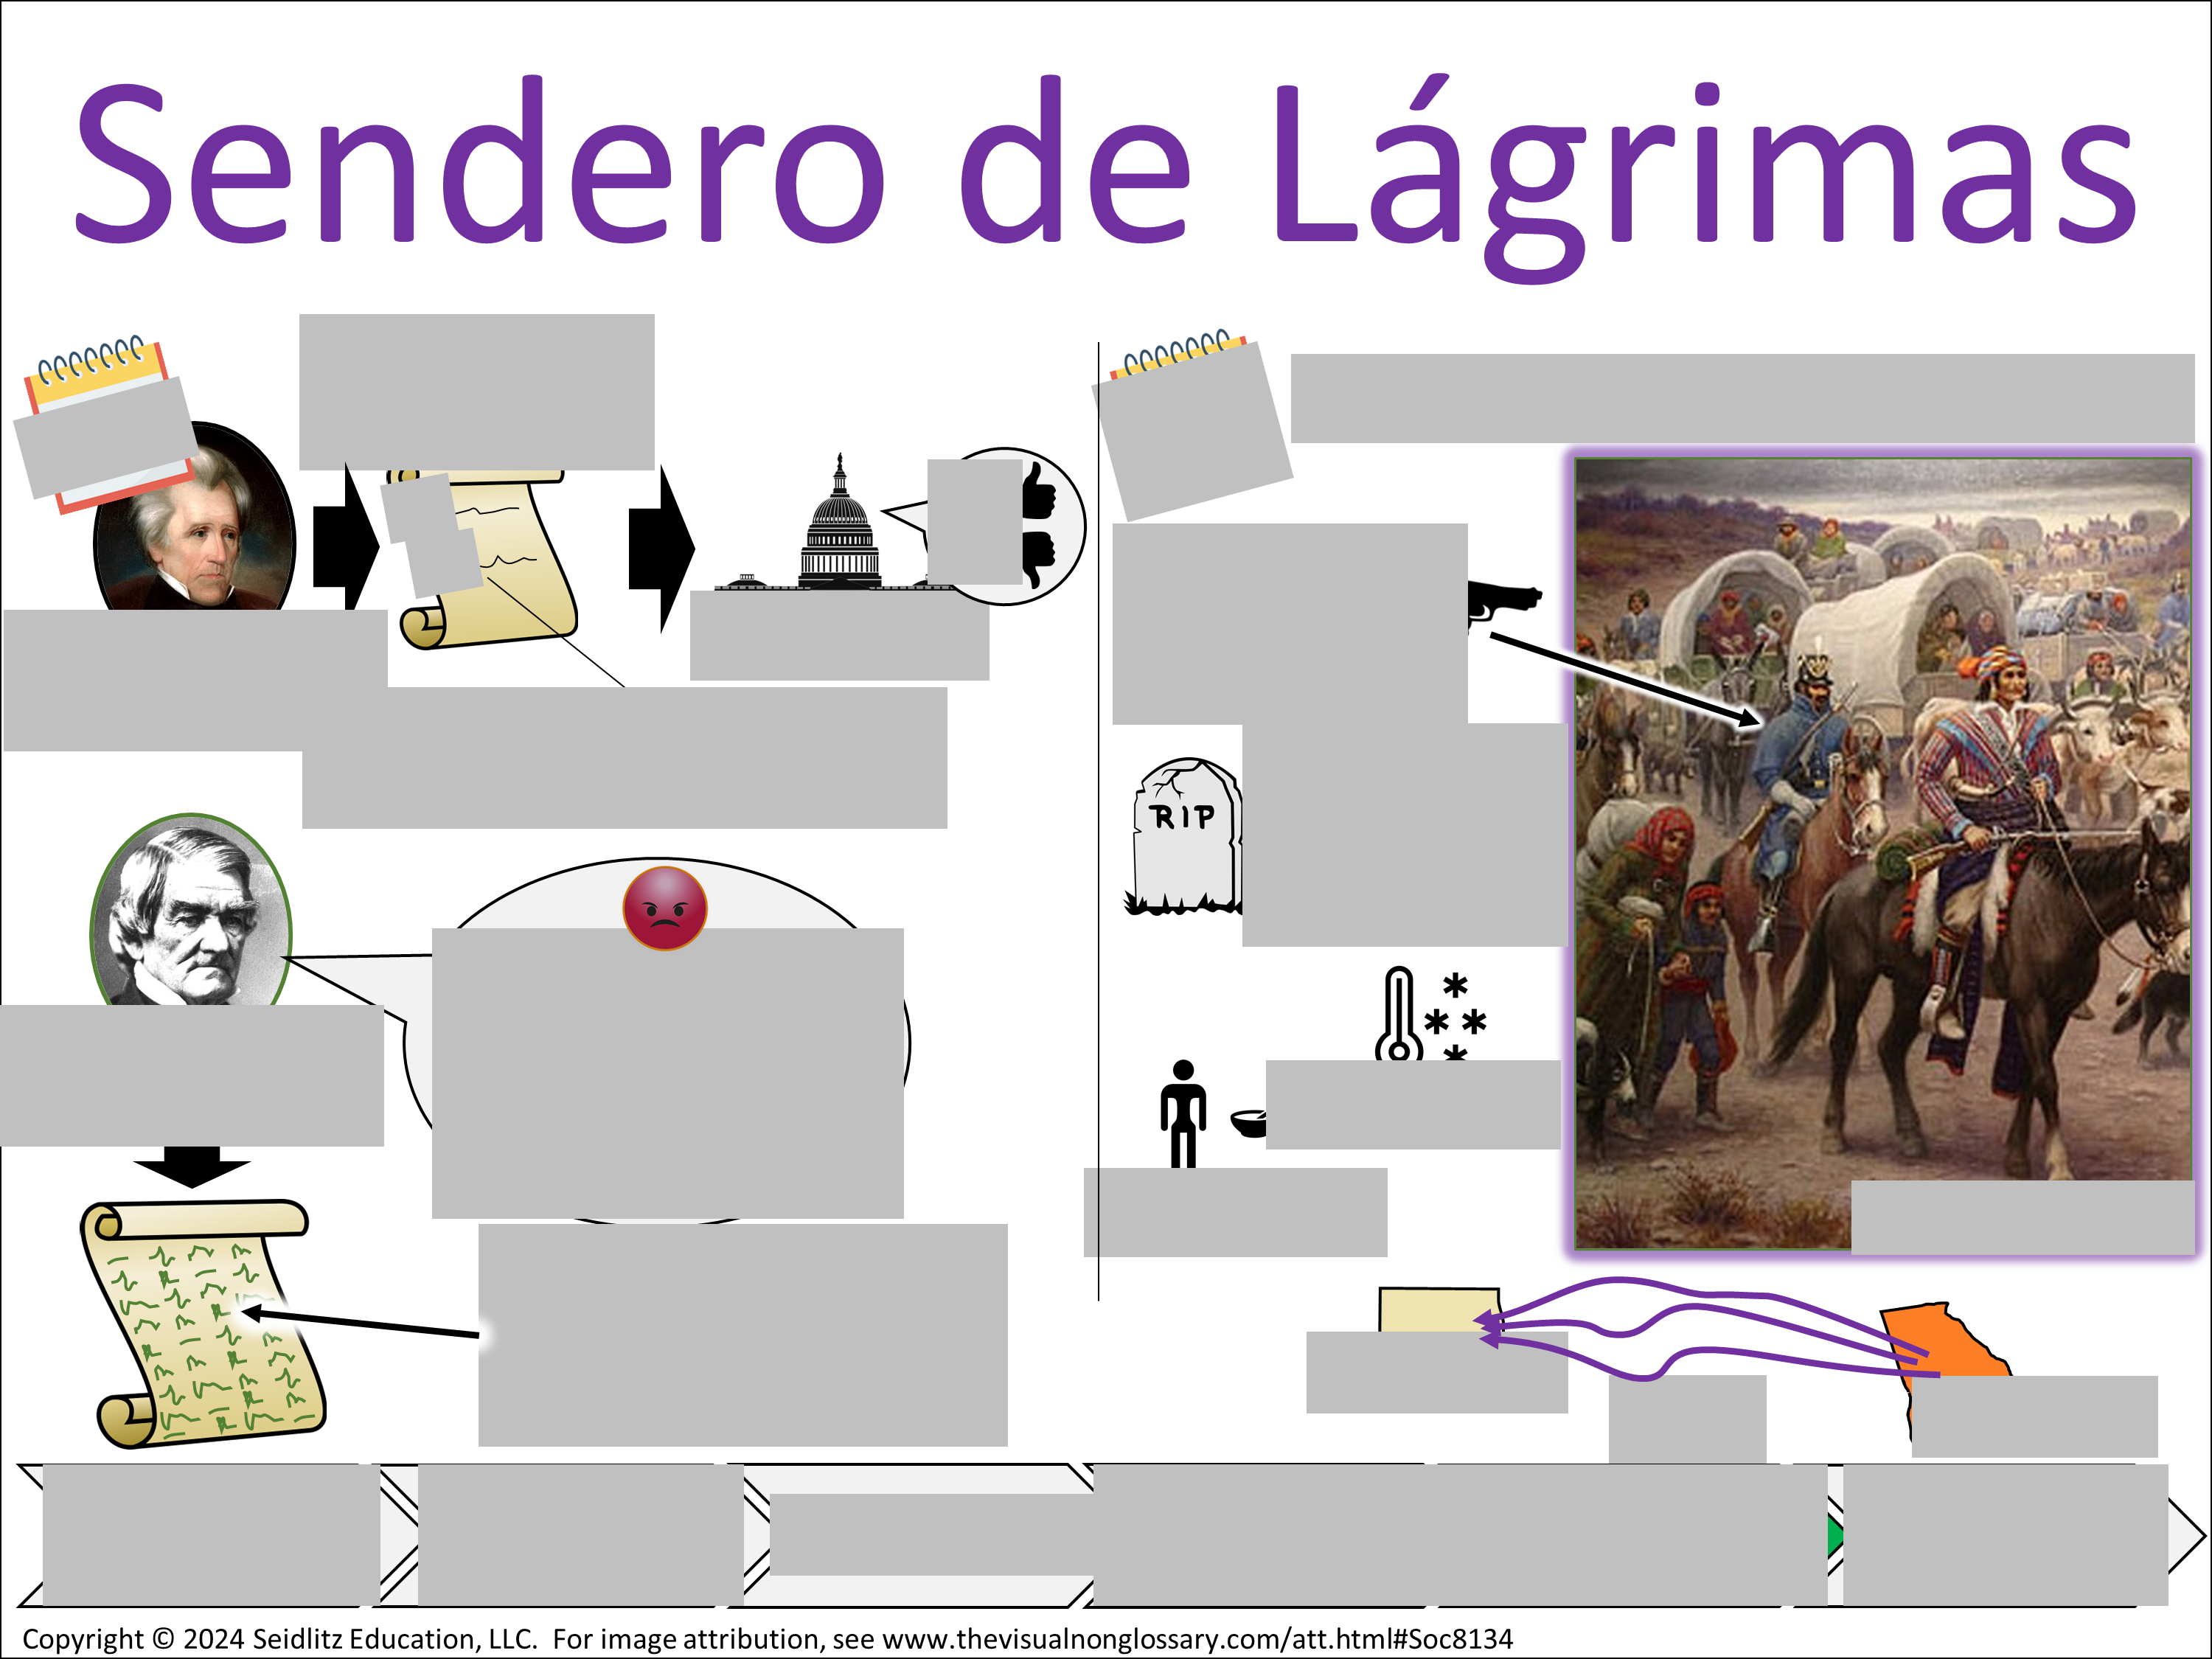 Sendero de Lágrimas
RIP
Copyright © 2024 Seidlitz Education, LLC.  For image attribution, see www.thevisualnonglossary.com/att.html#Soc8134